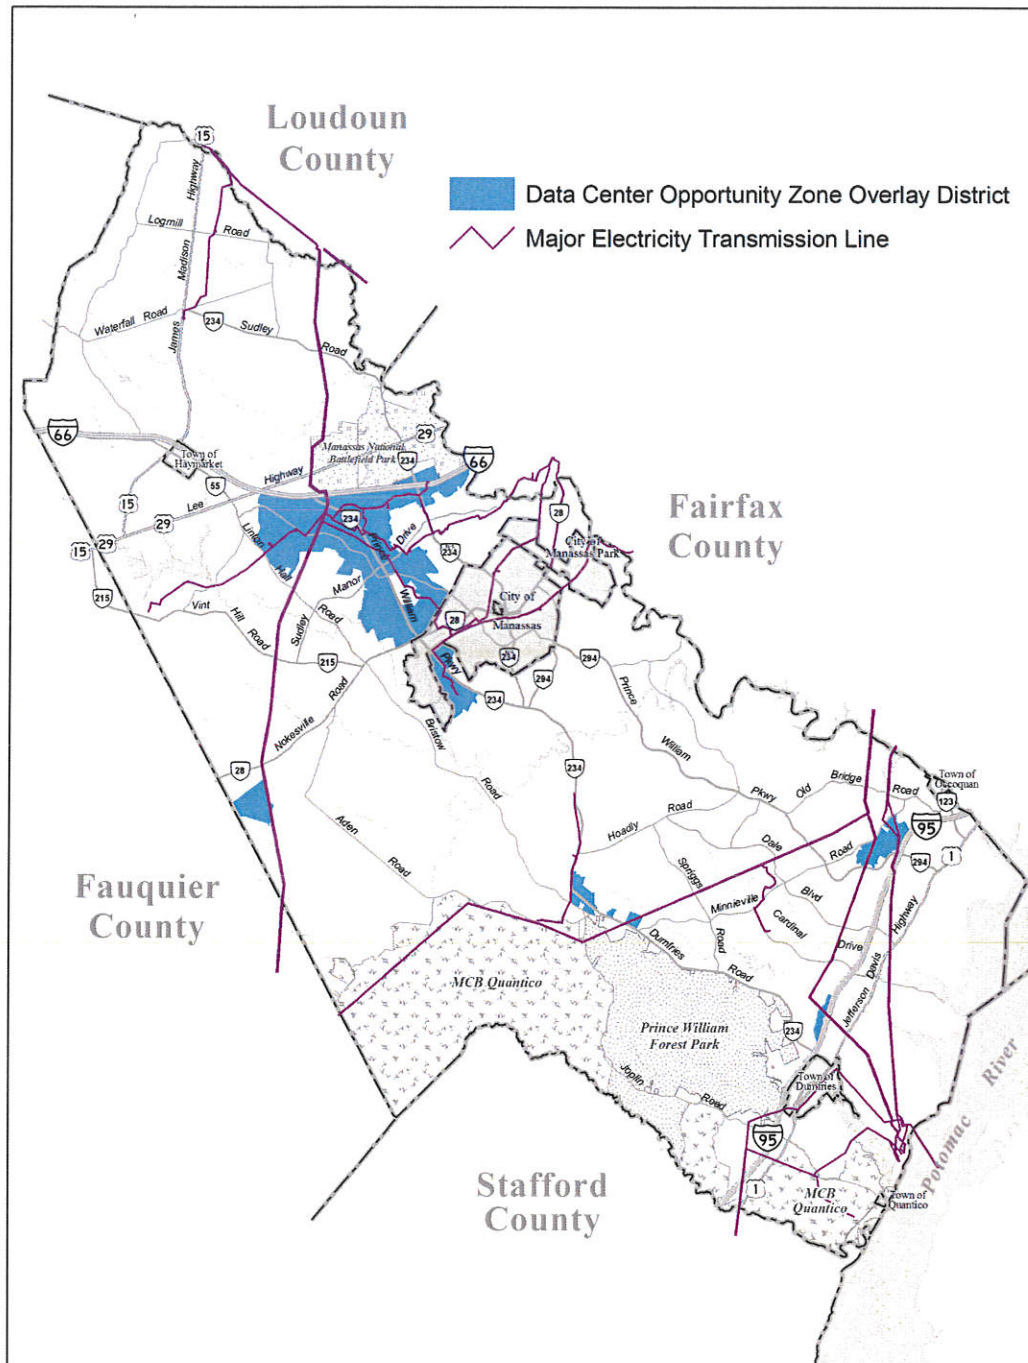 Loudoun
County
15
Data Center Opportunity Zone Overlay District
Major Electricity Transmission Line
Logmill Road
James Madison Highway
Waterfall Road
234
Sudley Road
66
Town of
Haymarket
55
Manassas National
Battlefield Park
29
234
66
Lee Highway
15
29
15
29
234
28
Fairfax
County
City of
Manassas Park
Linton Hall Road
Prince William Pkwy
Sudley Manor Drive
234
City of
Manassas
28
215
Vint Hill Road
215
234
294
294
234
Nokesville Road
28
Bristow Road
Aden Road
234
Prince William Pkwy
Old Bridge Road
Town of
Occoquan
123
95
294
1
Hoadly Road
Dale Blvd
Spriggs Road
Minnieville Road
Cardinal Drive
Jefferson Davis Highway
Fauquier
County
Dumfries Road
MCB Quantico
Prince William
Forest Park
234
Joplin Road
Town of
Dumfries
95
1
MCB
Quantico
Town of
Quantico
Potomac River
Stafford
County